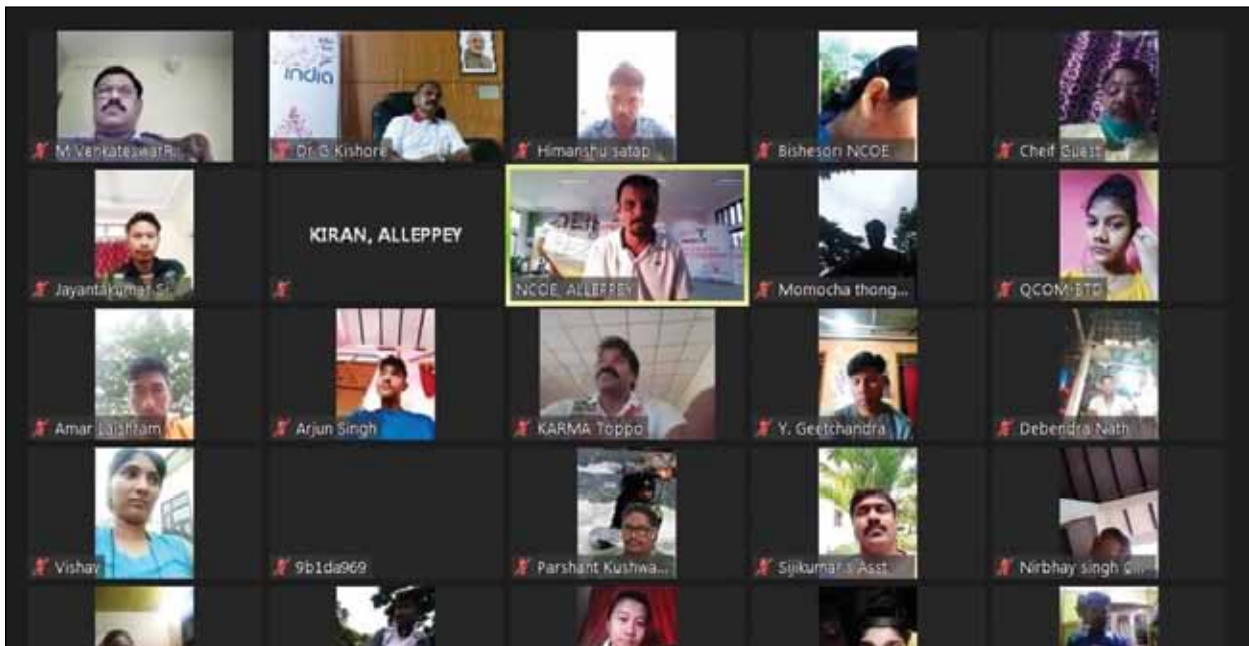 India
M VenkateswarR...
Dr G Kishore
Himanshu satap
Bishesori NCOE
Cheif Guest
Jayantakumar S...
KIRAN, ALLEPPEY
NCOE, ALLEPPEY
Momocha thong...
QCOM-BTD
Amar Laishram
Arjun Singh
KARMA Toppo
Y. Geetchandra
Debendra Nath
Vishav
9b1da969
Parshant Kushwa...
Sijikumar s Asst
Nirbhay singh